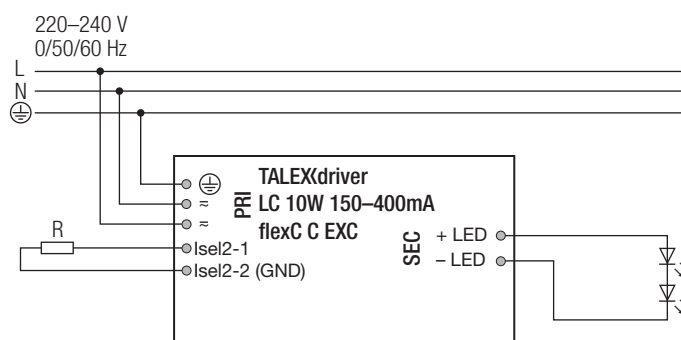 220–240 V
0/50/60 Hz
L
N
TALEXXdriver
LC 10W 150–400mA
flexC C EXC
PRI
≂
≂
R
Isel2-1
Isel2-2 (GND)
SEC
+ LED
– LED